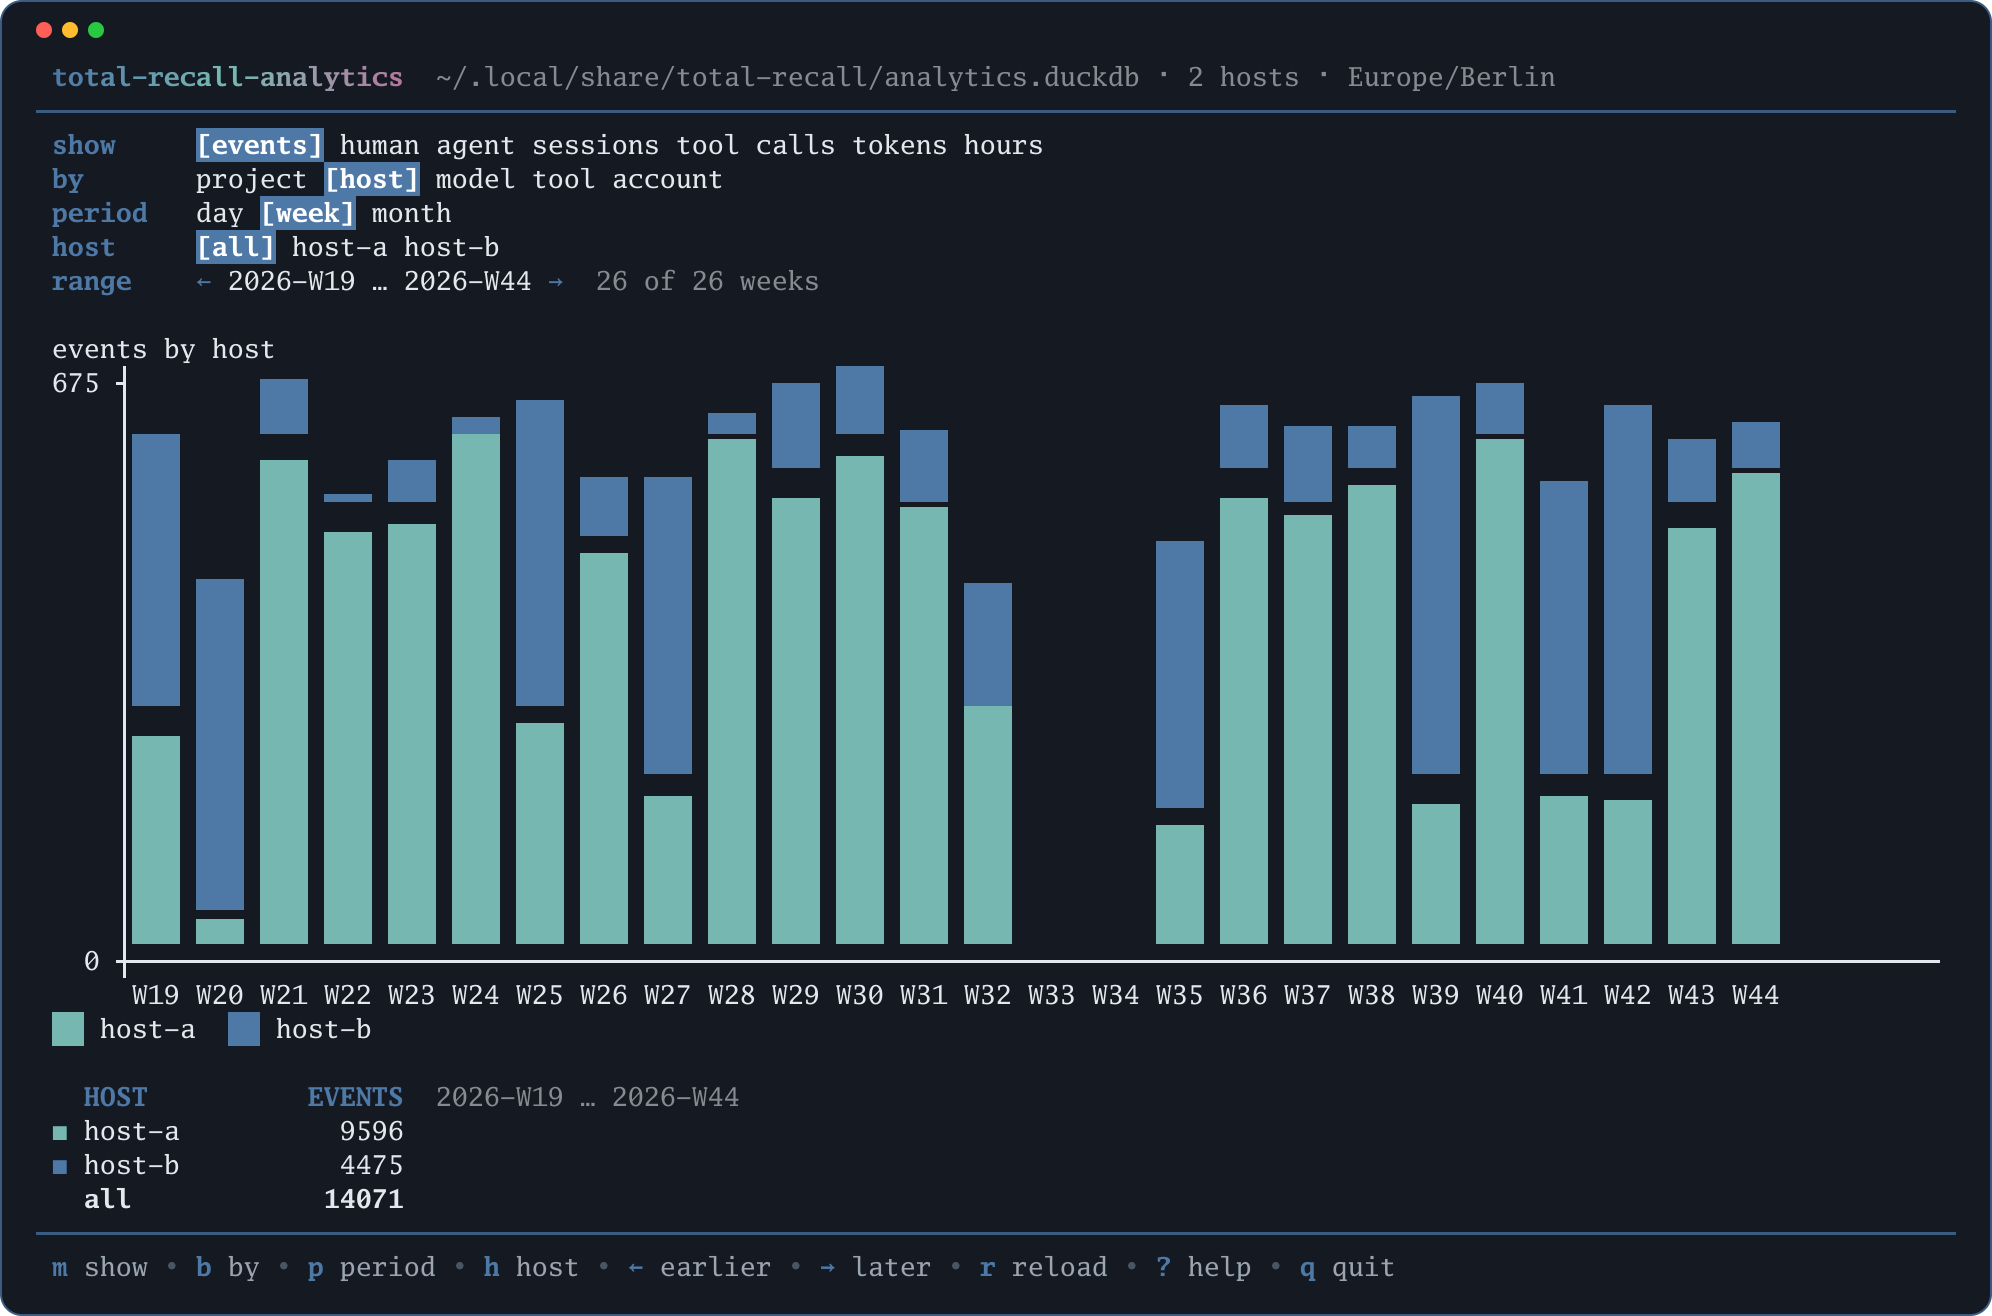 total-recall-analytics  ~/.local/share/total-recall/analytics.duckdb · 2 hosts · Europe/Berlin
show [events] human agent sessions tool calls tokens hours
by project [host] model tool account
period day [week] month
host [all] host-a host-b
range ← 2026-W19 … 2026-W44 → 26 of 26 weeks
events by host
675
0
W19 W20 W21 W22 W23 W24 W25 W26 W27 W28 W29 W30 W31 W32 W33 W34 W35 W36 W37 W38 W39 W40 W41 W42 W43 W44
host-a host-b
HOST EVENTS 2026-W19 … 2026-W44
host-a 9596
host-b 4475
all 14071
m show • b by • p period • h host • ← earlier • → later • r reload • ? help • q quit